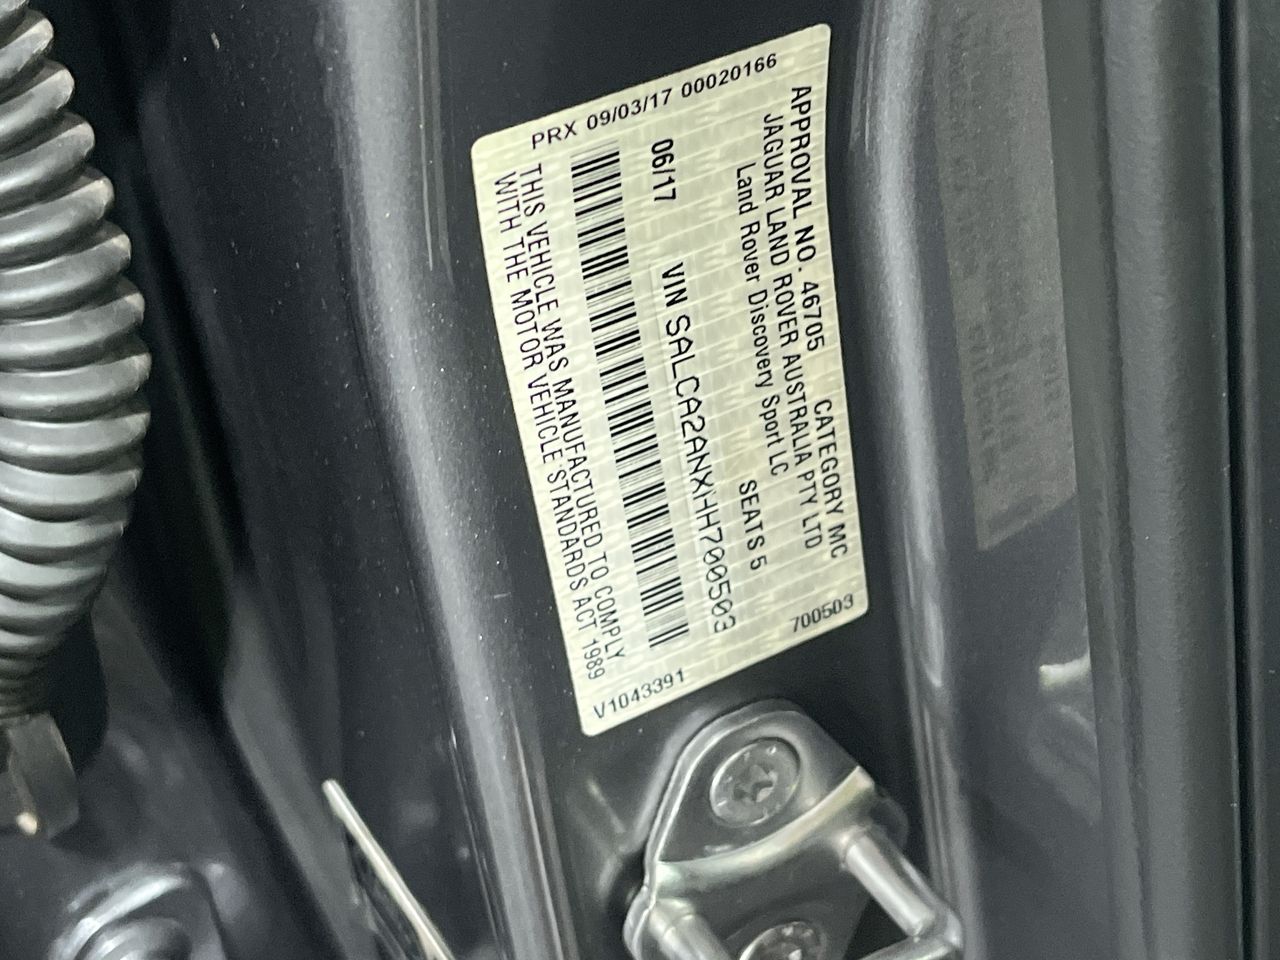 APPROVAL NO. 46705 CATEGORY MC
JAGUAR LAND ROVER AUSTRALIA PTY LTD
Land Rover Discovery Sport LC SEATS 5
06/17 VIN SALCA2ANXHH700503
THIS VEHICLE WAS MANUFACTURED TO COMPLY
WITH THE MOTOR VEHICLE STANDARDS ACT 1989
PRX 09/03/17 00020166
V1043391 700503